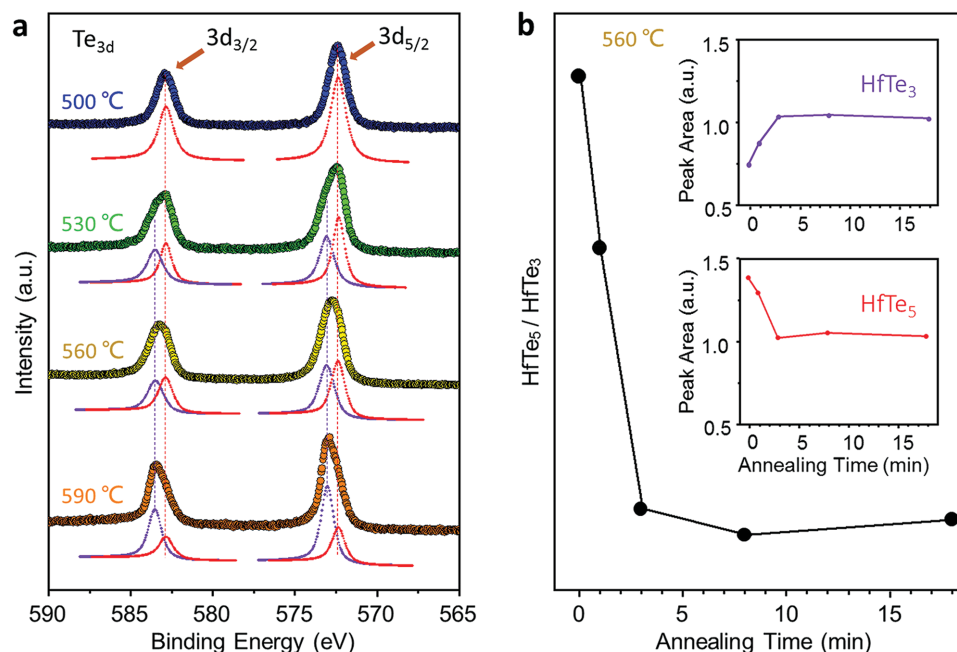 a
Te3d
3d3/2
3d5/2
500 ℃
530 ℃
560 ℃
590 ℃
Intensity (a.u.)
590 585 580 575 570 565
Binding Energy (eV)
b
560 ℃
HfTe5 / HfTe3
0 5 10 15
Annealing Time (min)
1.5
1.0
0.5
Peak Area (a.u.)
HfTe3
0 5 10 15
1.5
1.0
0.5
Peak Area (a.u.)
HfTe5
0 5 10 15
Annealing Time (min)